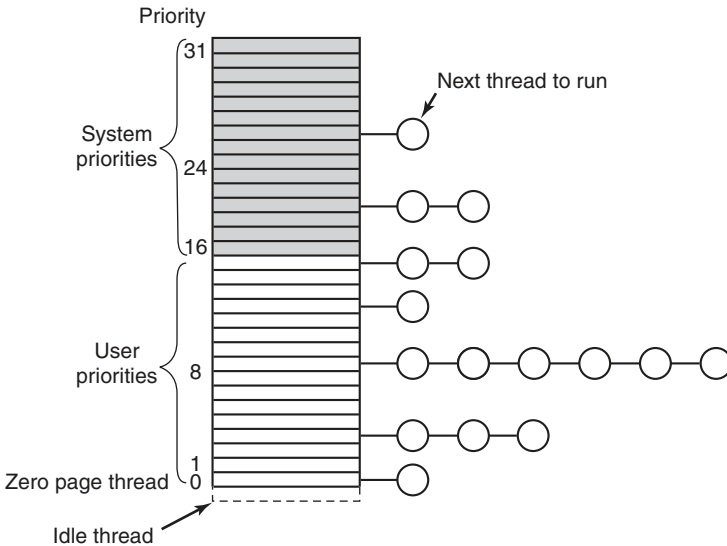 Priority
31
Next thread to run
System
priorities
24
16
User
priorities
8
1
Zero page thread 0
Idle thread